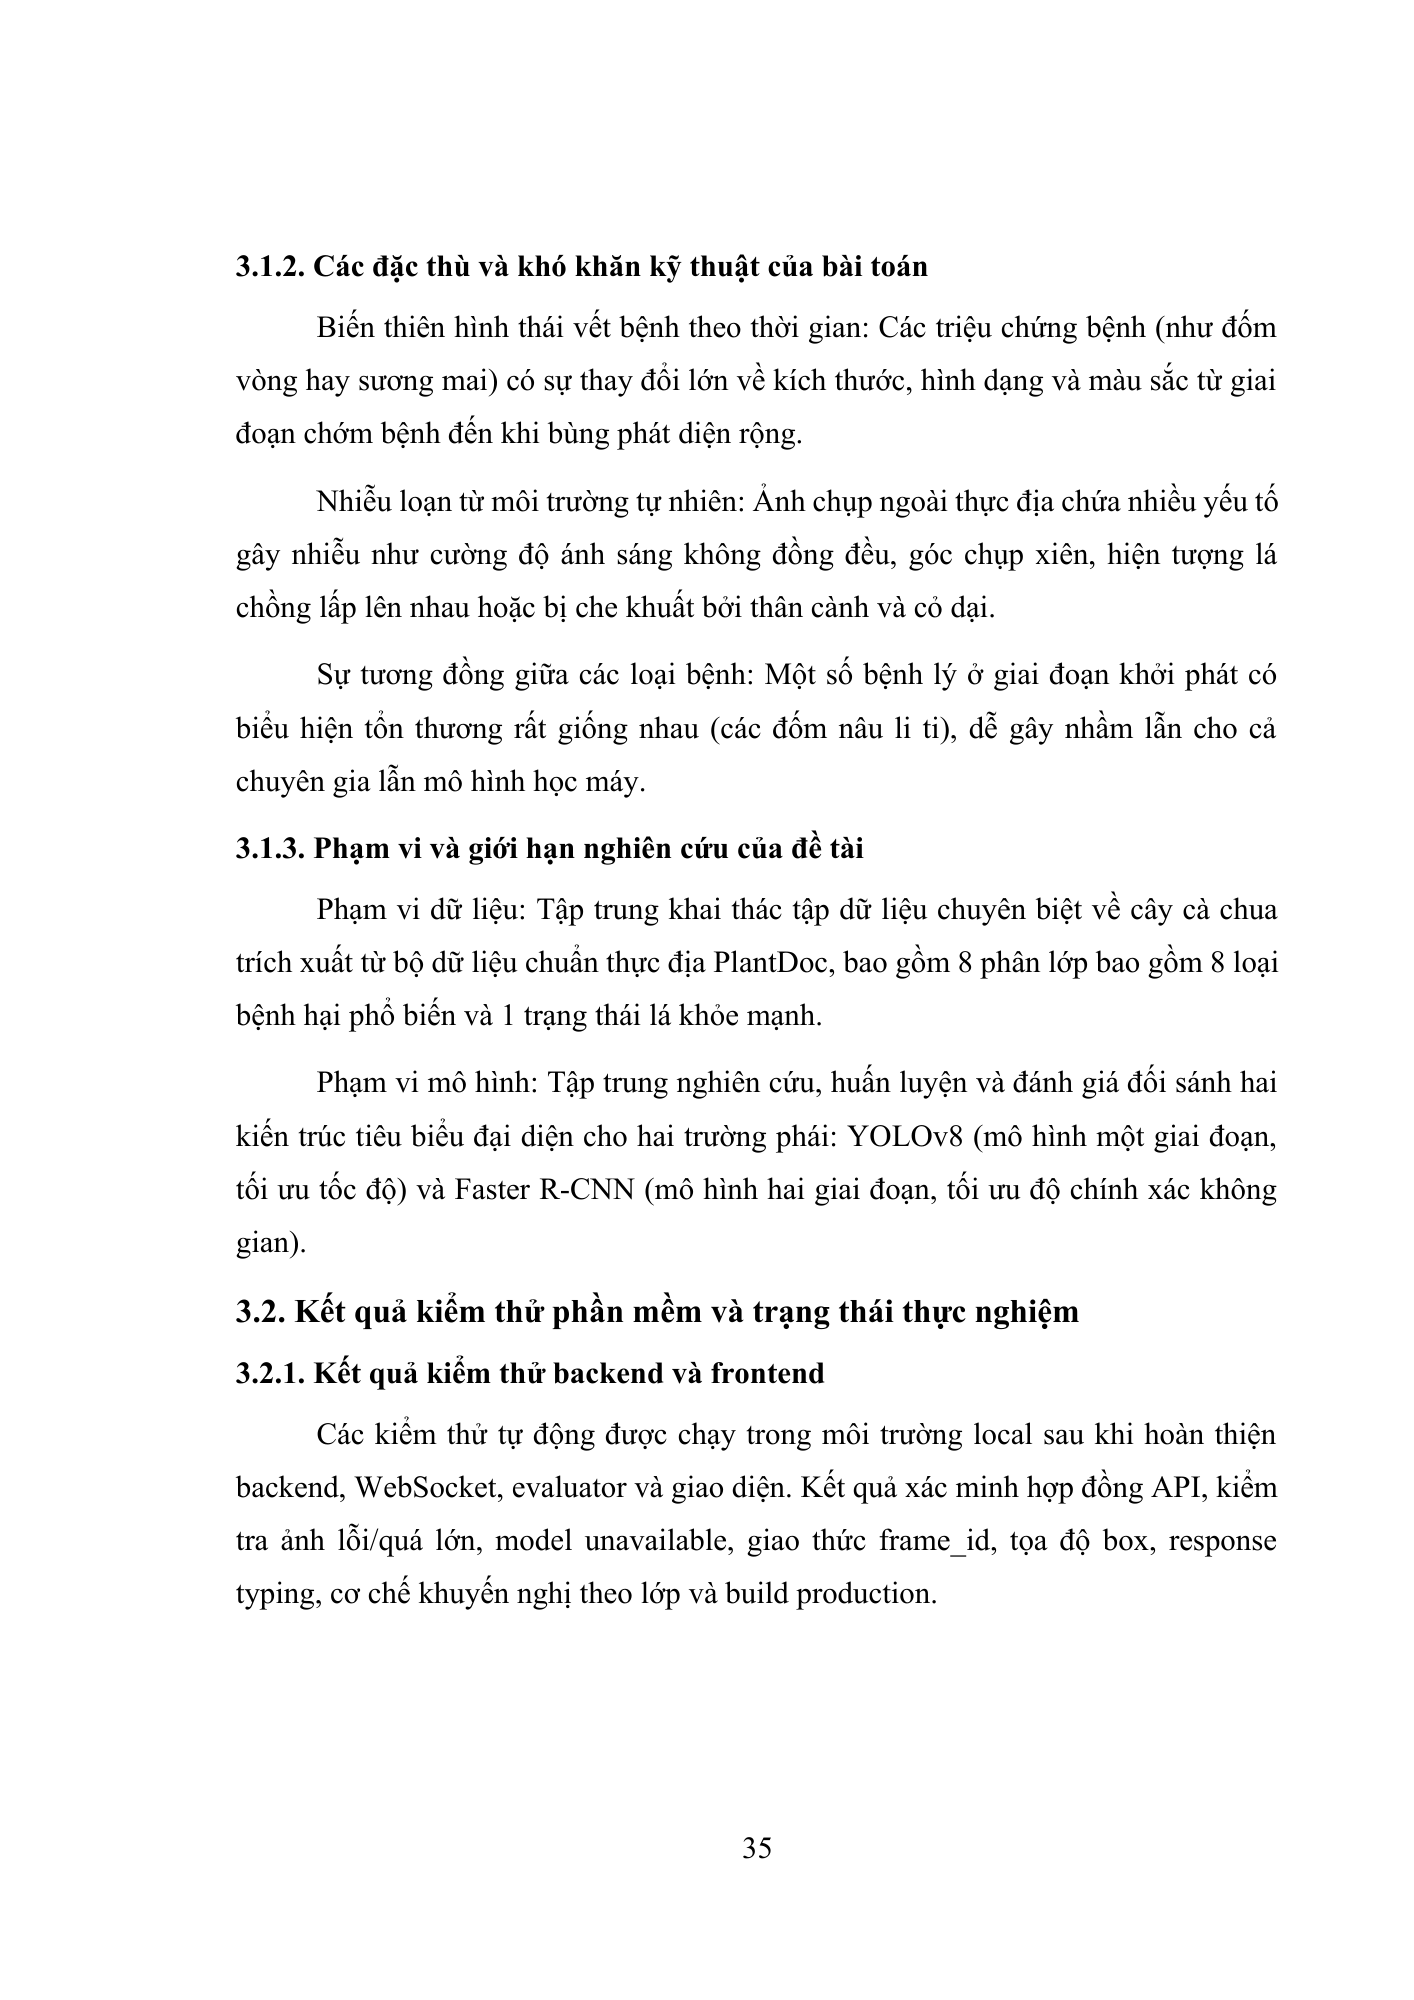 3.1.2. Các đặc thù và khó khăn kỹ thuật của bài toán
Biến thiên hình thái vết bệnh theo thời gian: Các triệu chứng bệnh (như đốm
vòng hay sương mai) có sự thay đổi lớn về kích thước, hình dạng và màu sắc từ giai
đoạn chớm bệnh đến khi bùng phát diện rộng.
Nhiễu loạn từ môi trường tự nhiên: Ảnh chụp ngoài thực địa chứa nhiều yếu tố
gây nhiễu như cường độ ánh sáng không đồng đều, góc chụp xiên, hiện tượng lá
chồng lấp lên nhau hoặc bị che khuất bởi thân cành và cỏ dại.
Sự tương đồng giữa các loại bệnh: Một số bệnh lý ở giai đoạn khởi phát có
biểu hiện tổn thương rất giống nhau (các đốm nâu li ti), dễ gây nhầm lẫn cho cả
chuyên gia lẫn mô hình học máy.
3.1.3. Phạm vi và giới hạn nghiên cứu của đề tài
Phạm vi dữ liệu: Tập trung khai thác tập dữ liệu chuyên biệt về cây cà chua
trích xuất từ bộ dữ liệu chuẩn thực địa PlantDoc, bao gồm 8 phân lớp bao gồm 8 loại
bệnh hại phổ biến và 1 trạng thái lá khỏe mạnh.
Phạm vi mô hình: Tập trung nghiên cứu, huấn luyện và đánh giá đối sánh hai
kiến trúc tiêu biểu đại diện cho hai trường phái: YOLOv8 (mô hình một giai đoạn,
tối ưu tốc độ) và Faster R-CNN (mô hình hai giai đoạn, tối ưu độ chính xác không
gian).
3.2. Kết quả kiểm thử phần mềm và trạng thái thực nghiệm
3.2.1. Kết quả kiểm thử backend và frontend
Các kiểm thử tự động được chạy trong môi trường local sau khi hoàn thiện
backend, WebSocket, evaluator và giao diện. Kết quả xác minh hợp đồng API, kiểm
tra ảnh lỗi/quá lớn, model unavailable, giao thức frame_id, tọa độ box, response
typing, cơ chế khuyến nghị theo lớp và build production.
35